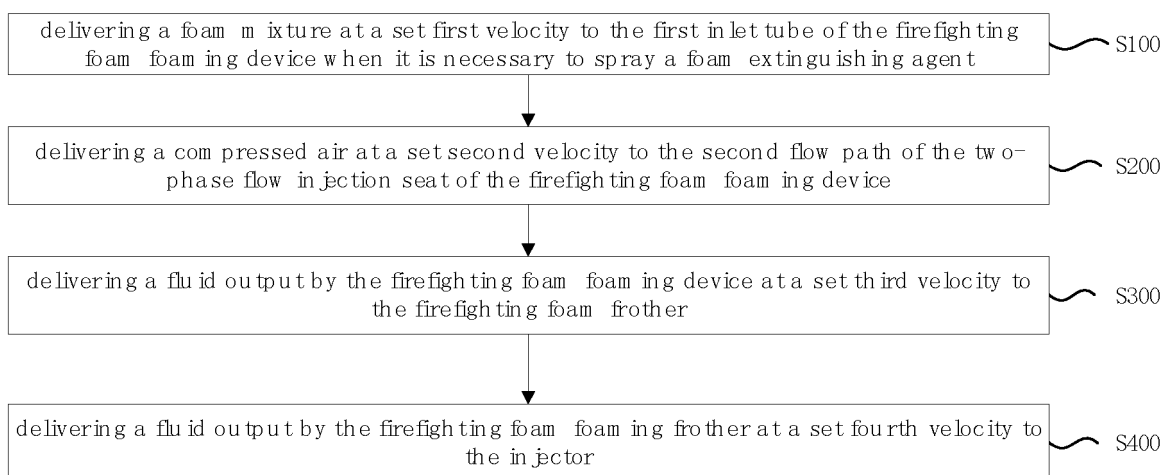 delivering a foam mixture at a set first velocity to the first inlet tube of the firefighting
foam foaming device when it is necessary to spray a foam extinguishing agent
S100
delivering a compressed air at a set second velocity to the second flow path of the two-
phase flow injection seat of the firefighting foam foaming device
S200
delivering a fluid output by the firefighting foam foaming device at a set third velocity to
the firefighting foam frother
S300
delivering a fluid output by the firefighting foam foaming frother at a set fourth velocity to
the injector
S400